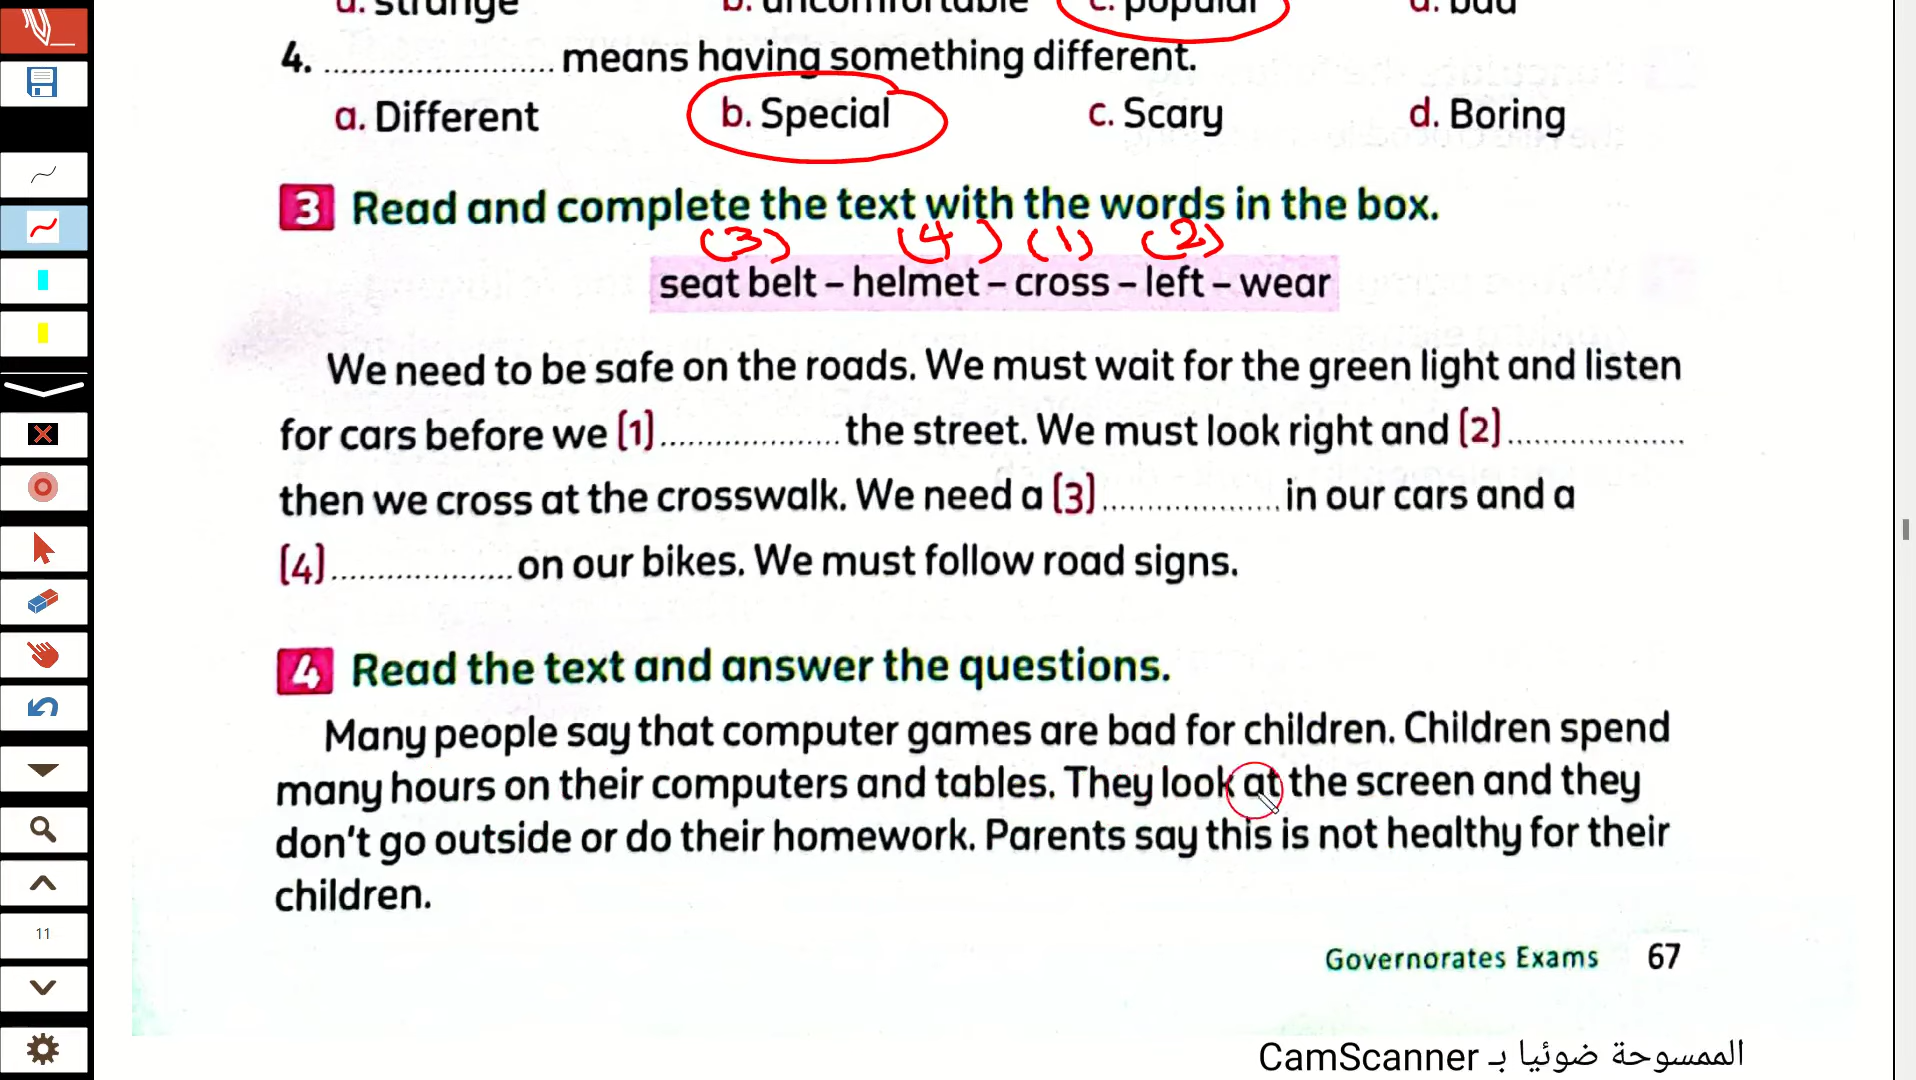 a. strange b. uncomfortable c. popular d. bad
4. ........................ means having something different.
a. Different b. Special c. Scary d. Boring
3 Read and complete the text with the words in the box.
(3) (4) (1) (2)
seat belt – helmet – cross – left – wear
We need to be safe on the roads. We must wait for the green light and listen
for cars before we (1) .................. the street. We must look right and (2) ..................
then we cross at the crosswalk. We need a (3) .................. in our cars and a
(4) .................. on our bikes. We must follow road signs.
4 Read the text and answer the questions.
Many people say that computer games are bad for children. Children spend
many hours on their computers and tables. They look at the screen and they
don't go outside or do their homework. Parents say this is not healthy for their
children.
11
Governorates Exams 67
الممسوحة ضوئيا بـ CamScanner